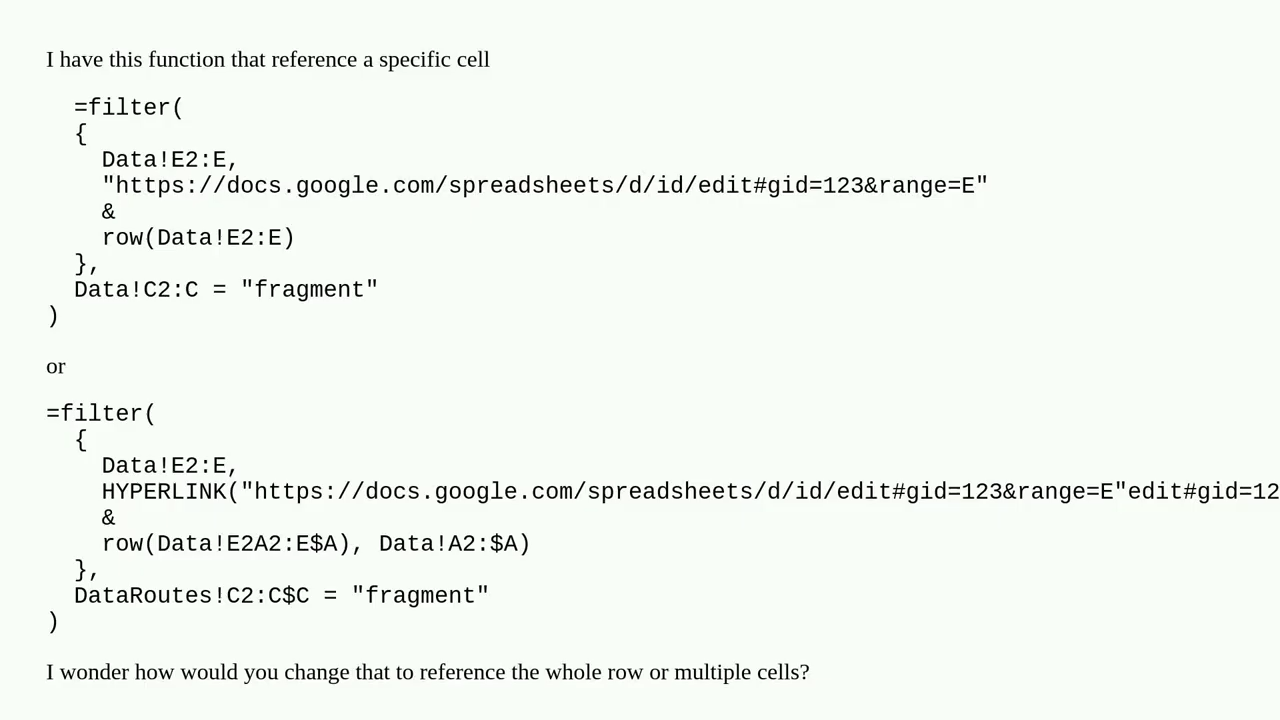 I have this function that reference a specific cell
=filter(
{
Data!E2:E,
"https://docs.google.com/spreadsheets/d/id/edit#gid=123&range=E"
&
row(Data!E2:E)
},
Data!C2:C = "fragment"
)
or
=filter(
{
Data!E2:E,
HYPERLINK("https://docs.google.com/spreadsheets/d/id/edit#gid=123&range=E"edit#gid=12
&
row(Data!E2A2:E$A), Data!A2:$A)
},
DataRoutes!C2:C$C = "fragment"
)
I wonder how would you change that to reference the whole row or multiple cells?